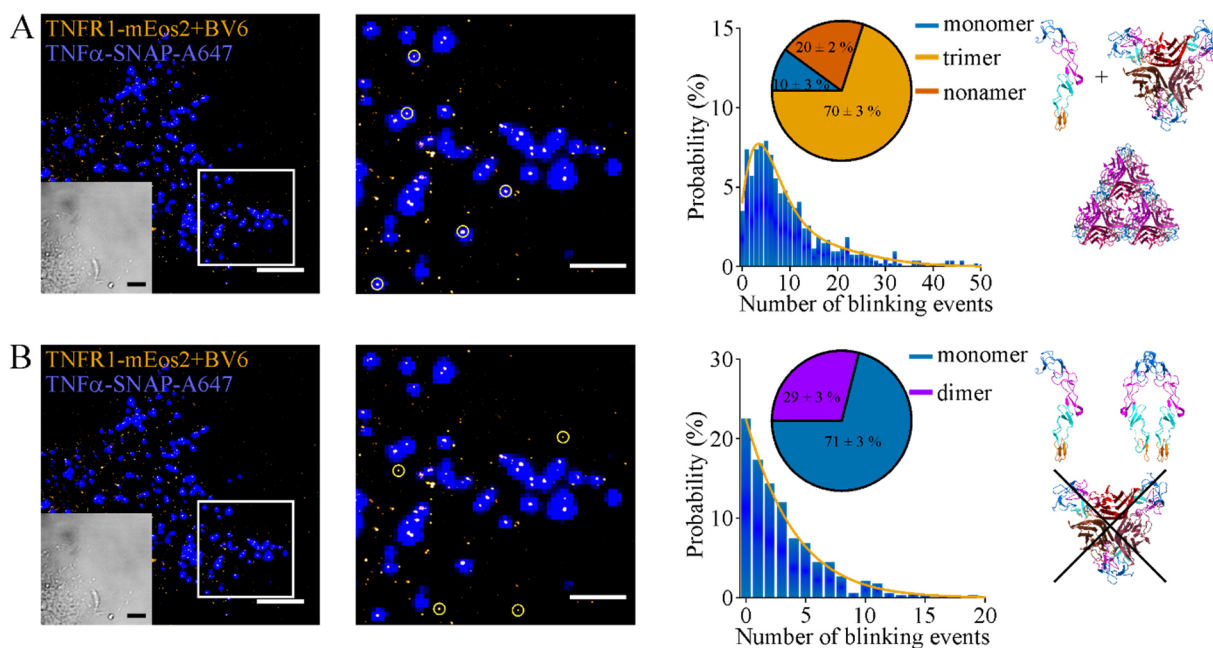 A
TNFR1-mEos2+BV6
TNFα-SNAP-A647
Probability (%)
15
10
5
0
0 10 20 30 40 50
Number of blinking events
20 ± 2 %
10 ± 3 %
70 ± 3 %
monomer
trimer
nonamer
+
B
TNFR1-mEos2+BV6
TNFα-SNAP-A647
Probability (%)
30
20
10
0
0 5 10 15 20
Number of blinking events
29 ± 3 %
71 ± 3 %
monomer
dimer